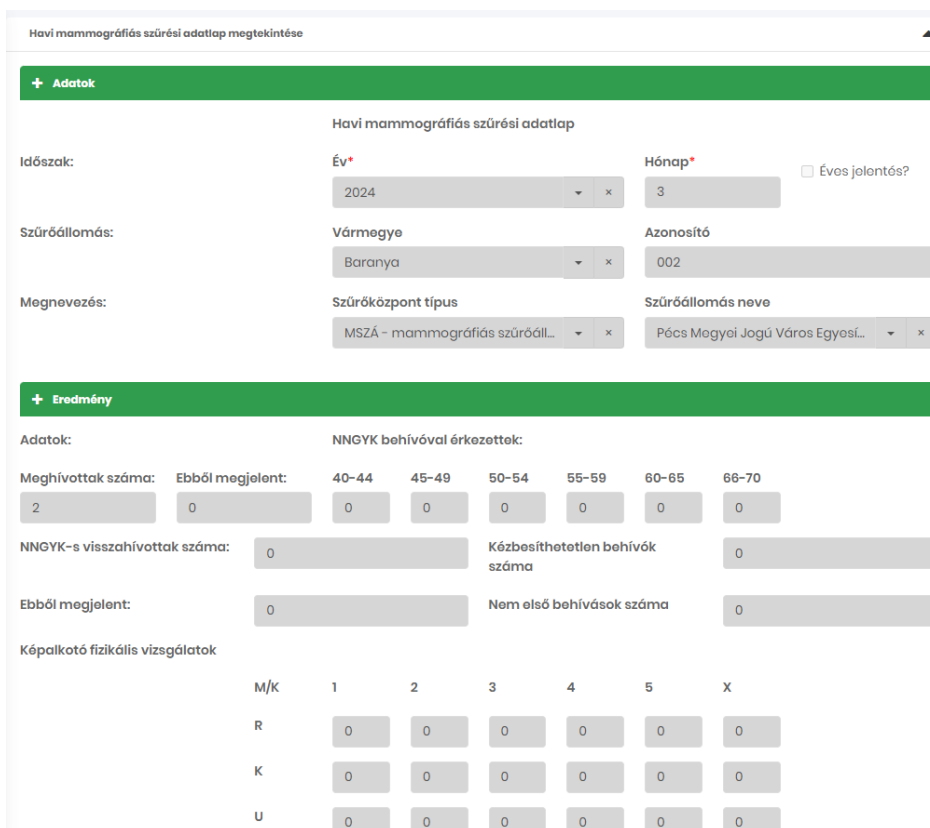 Havi mammográfiás szűrési adatlap megtekintése
+ Adatok
Havi mammográfiás szűrési adatlap
Időszak: Év* Hónap* Éves jelentés?
2024 × 3
Szűrőállomás: Vármegye Azonosító
Baranya × 002
Megnevezés: Szűrőközpont típus Szűrőállomás neve
MSZÁ - mammográfiás szűrőáll... × Pécs Megyei Jogú Város Egyesí... ×
+ Eredmény
Adatok: NNGYK behívóval érkezettek:
Meghívottak száma: Ebből megjelent: 40-44 45-49 50-54 55-59 60-65 66-70
2 0 0 0 0 0 0 0
NNGYK-s visszahívottak száma: 0 Kézbesíthetetlen behívók
száma 0
Ebből megjelent: 0 Nem első behívások száma 0
Képalkotó fizikális vizsgálatok
M/K 1 2 3 4 5 X
R 0 0 0 0 0 0
K 0 0 0 0 0 0
U 0 0 0 0 0 0